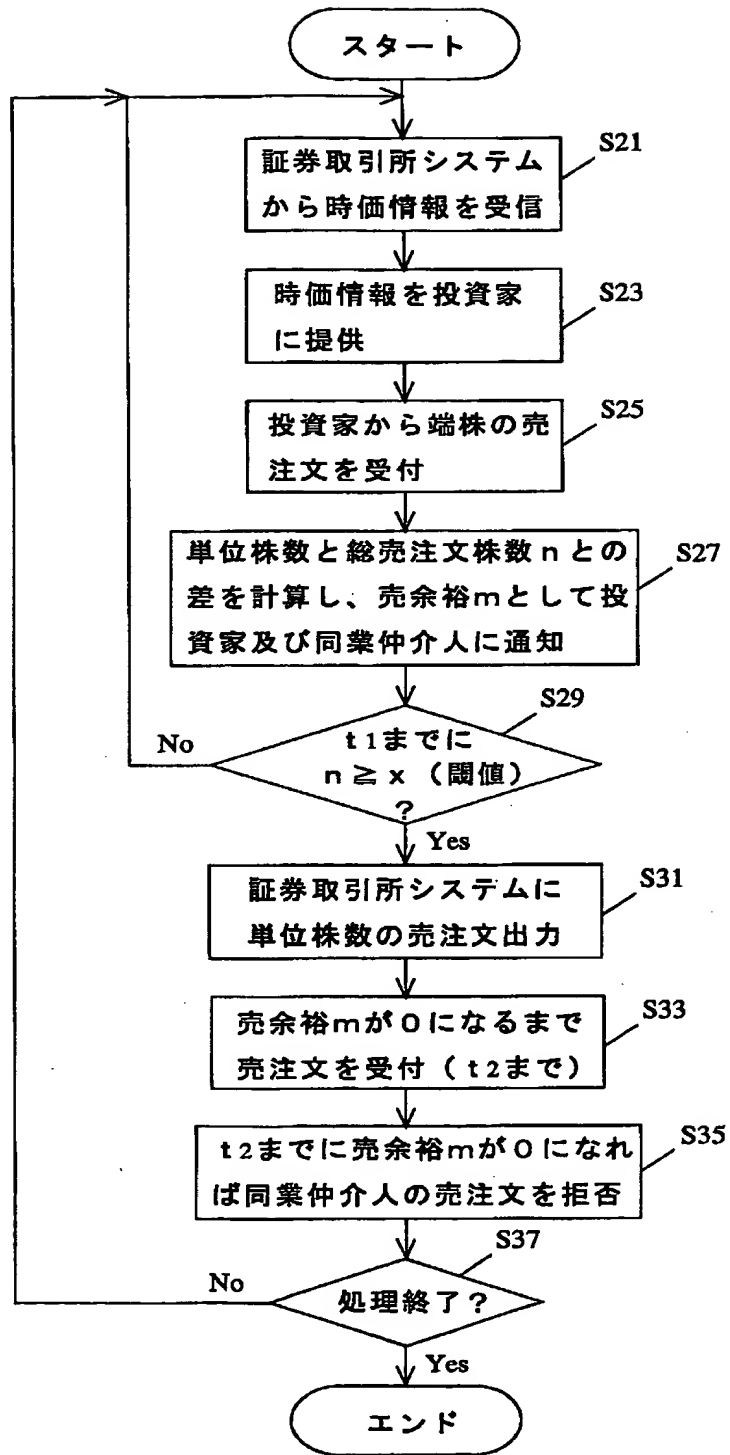 スタート
S21
証券取引所システム
から時価情報を受信
S23
時価情報を投資家
に提供
S25
投資家から端株の売
注文を受付
S27
単位株数と総売注文株数nとの
差を計算し、売余裕mとして投
資家及び同業仲介人に通知
S29
t1までに
n≧x（閾値）
?
No
Yes
S31
証券取引所システムに
単位株数の売注文出力
S33
売余裕mが0になるまで
売注文を受付（t2まで）
S35
t2までに売余裕mが0になれ
ば同業仲介人の売注文を拒否
S37
処理終了?
No
Yes
エンド